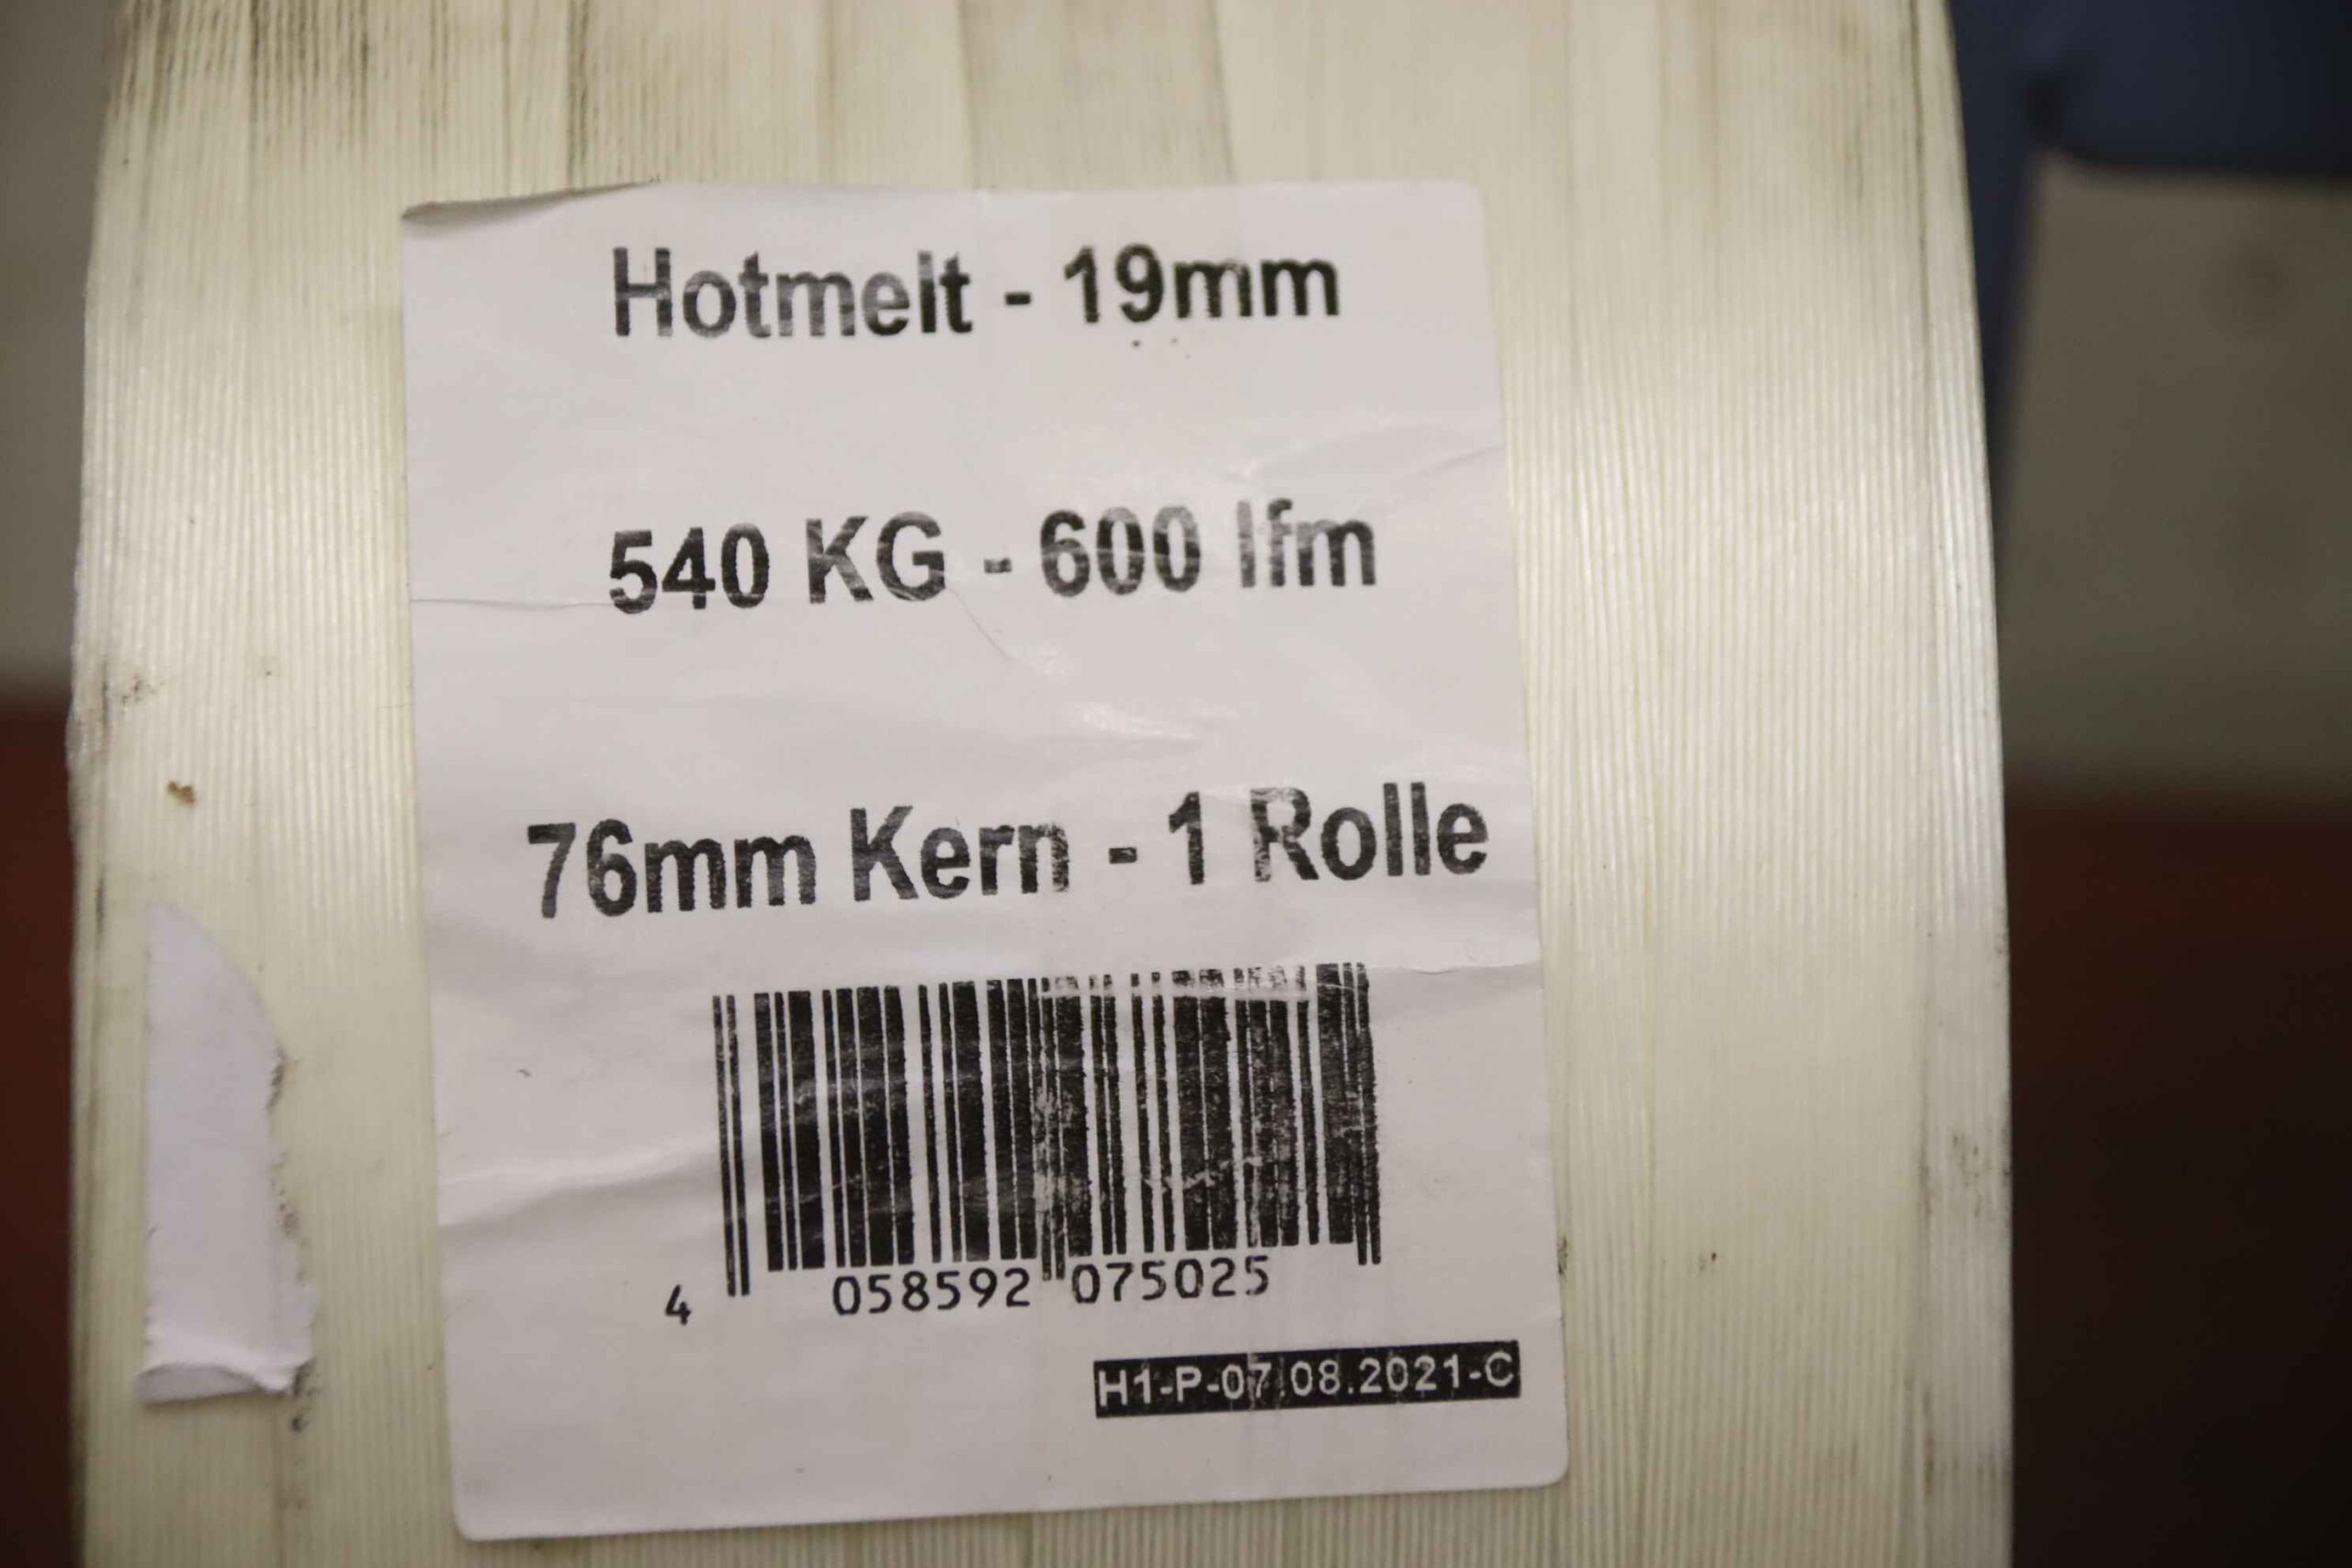 Hotmelt - 19mm
540 KG - 600 lfm
76mm Kern - 1 Rolle
4 058592 075025
H1-P-07.08.2021-C